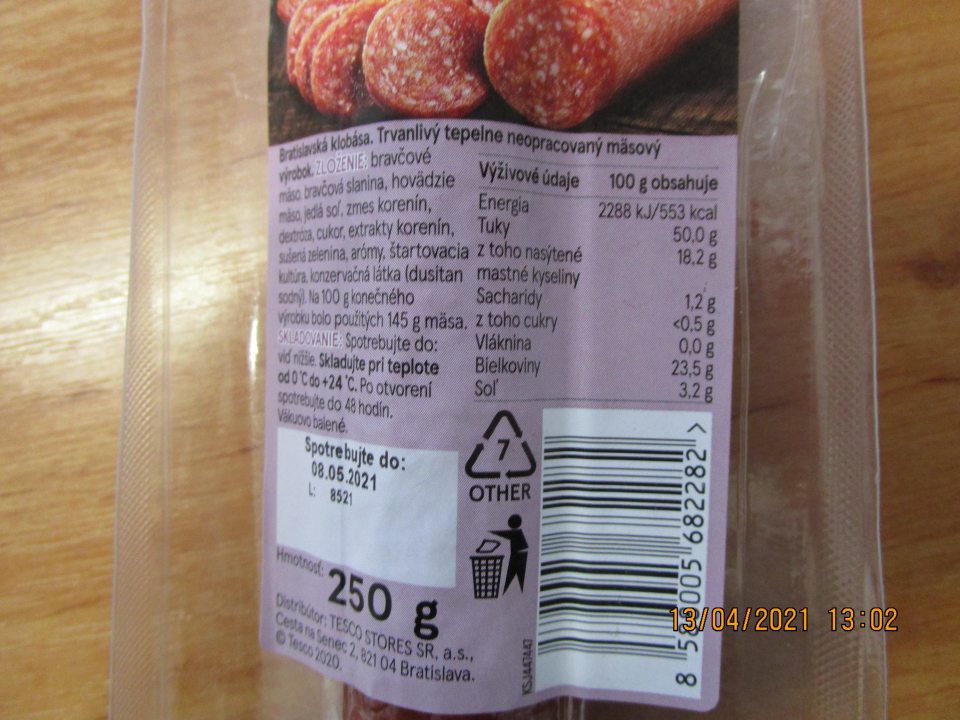 Bratislavská klobása. Trvanlivý tepelne neopracovaný mäsový
výrobok. ZLOŽENIE: bravčové
mäso, bravčová slanina, hovädzie
mäso, jedlá soľ, zmes korenín,
dextróza, cukor, extrakty korenín,
sušená zelenina, arómy, štartovacia
kultúra, konzervačná látka (dusitan
sodný). Na 100 g konečného
výrobku bolo použitých 145 g mäsa.
SKLADOVANIE: Spotrebujte do:
viď nižšie. Skladujte pri teplote
od 0°C do +24 °C. Po otvorení
spotrebujte do 48 hodín.
Vákuovo balené.
Výživové údaje 100 g obsahuje
Energia 2288 kJ/553 kcal
Tuky 50,0 g
z toho nasýtené 18,2 g
mastné kyseliny
Sacharidy 1,2 g
z toho cukry <0,5 g
Vláknina 0,0 g
Bielkoviny 23,5 g
Soľ 3,2 g
Spotrebujte do:
08.05.2021
L: 8521
7
OTHER
Hmotnosť:
250 g
Distribútor: TESCO STORES SR, a.s.,
Cesta na Senec 2, 821 04 Bratislava.
© Tesco 2020.
KSJ447447
8 58 005 682282 >
13/04/2021 13:02